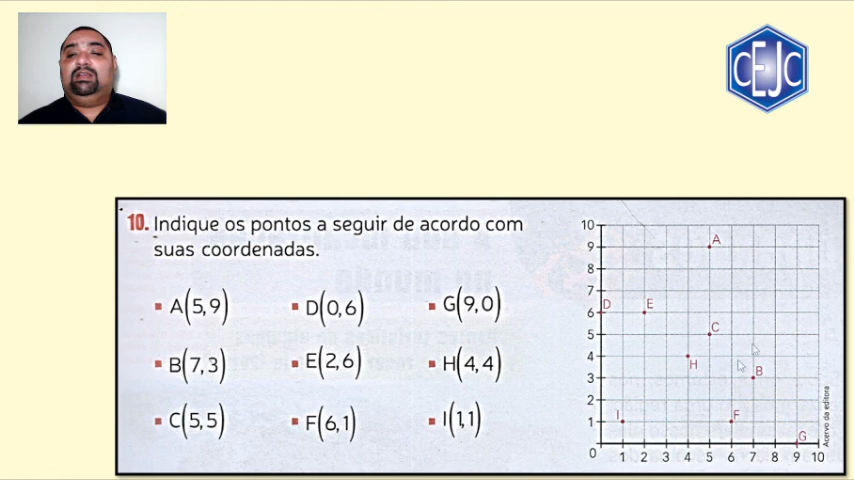 CEJC
10. Indique os pontos a seguir de acordo com
suas coordenadas.
▪ A(5,9) ▪ D(0,6) ▪ G(9,0)
▪ B(7,3) ▪ E(2,6) ▪ H(4,4)
▪ C(5,5) ▪ F(6,1) ▪ I(1,1)
10
9 A
8
7
6 D E
5 C
4 H
3 B
2
1 I F
G
0 1 2 3 4 5 6 7 8 9 10
Acervo da editora